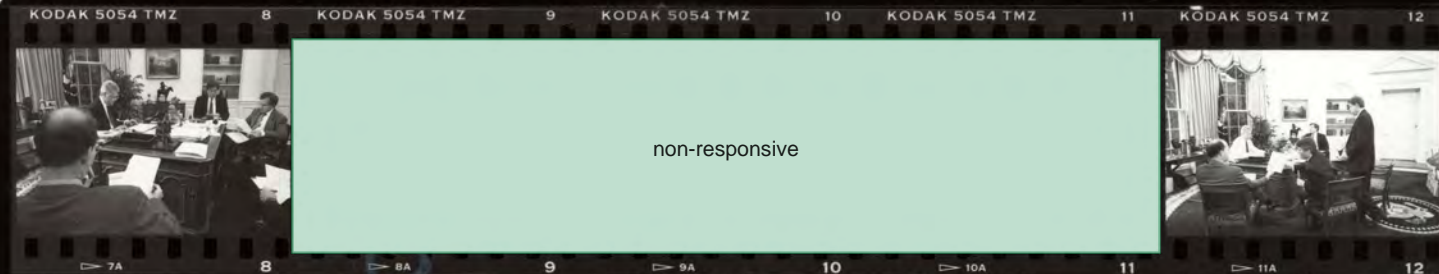 KODAK 5054 TMZ 8 KODAK 5054 TMZ 9 KODAK 5054 TMZ 10 KODAK 5054 TMZ 11 KODAK 5054 TMZ 12
non-responsive
7A 8 8A 9 9A 10 10A 11 11A 12